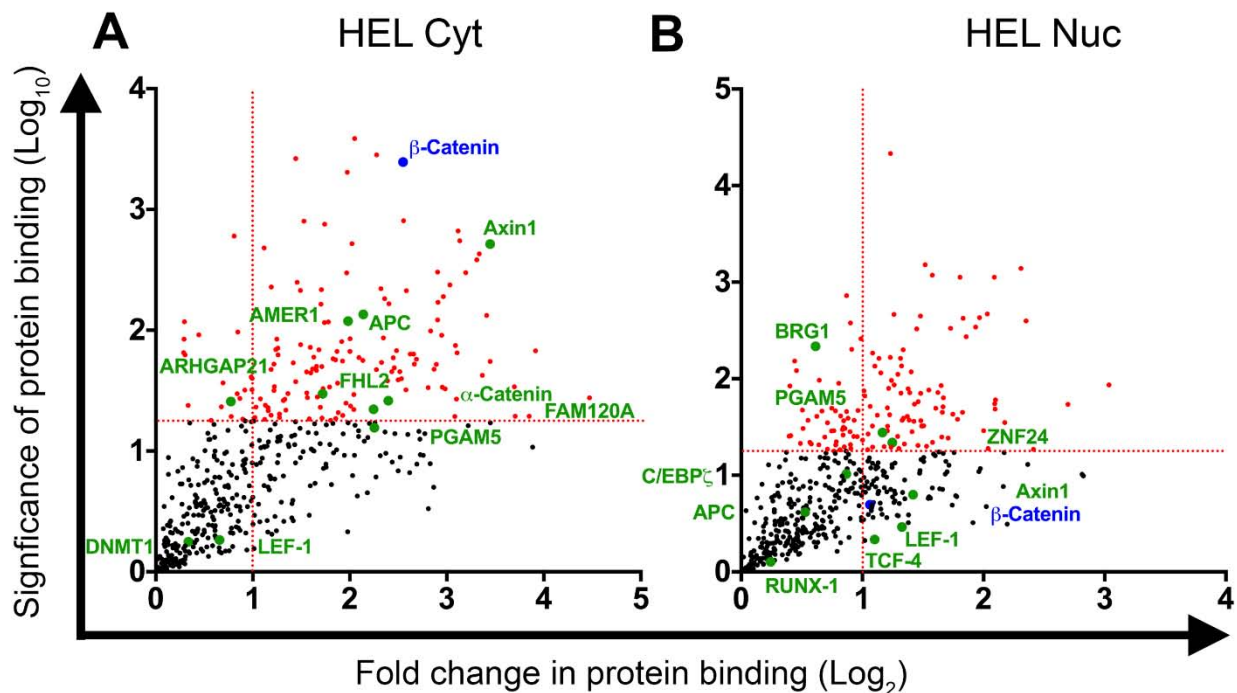 A
HEL Cyt
B
HEL Nuc
Signficance of protein binding (Log10)
4
3
2
1
0
β-Catenin
Axin1
AMER1
APC
ARHGAP21
FHL2
α-Catenin
FAM120A
PGAM5
DNMT1
LEF-1
0 1 2 3 4 5
5
4
3
2
1
0
BRG1
PGAM5
ZNF24
C/EBPζ
Axin1
APC
β-Catenin
LEF-1
TCF-4
RUNX-1
0 1 2 3 4
Fold change in protein binding (Log2)